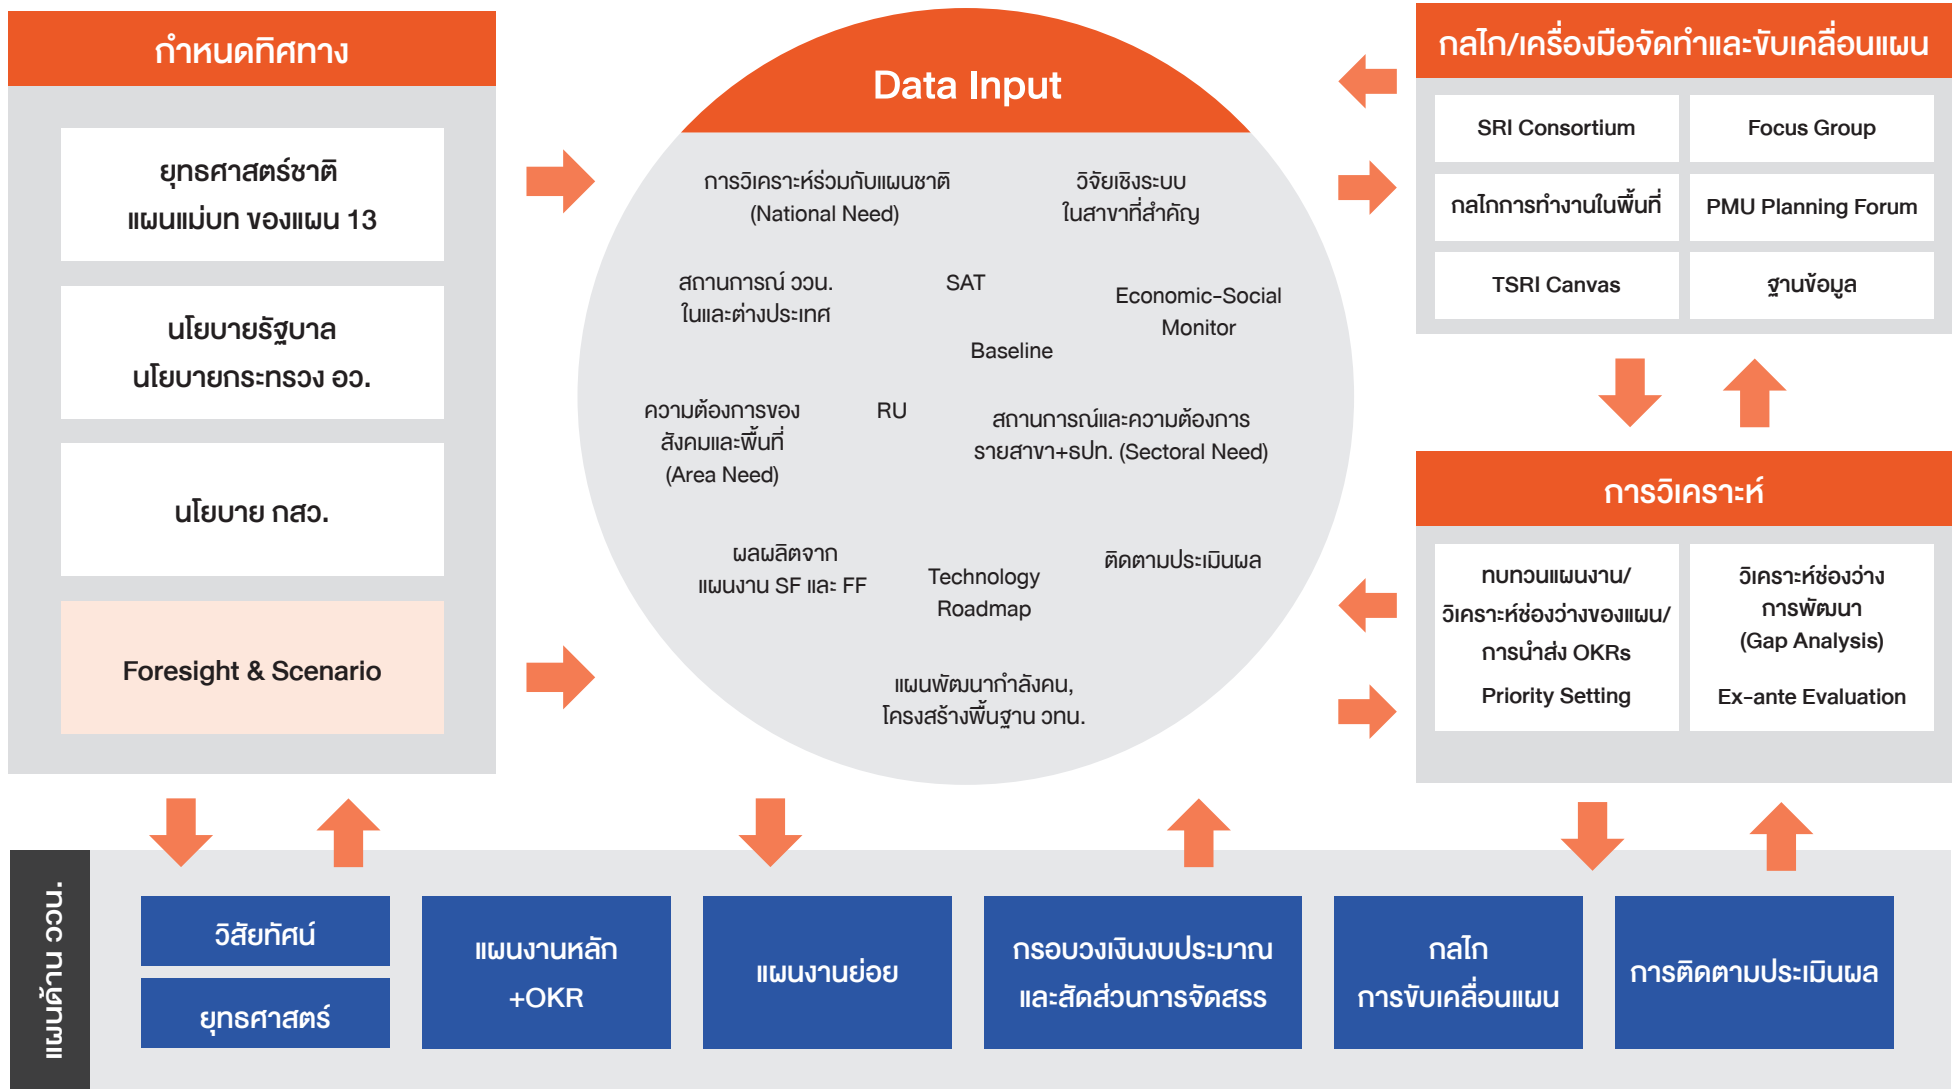 กำหนดทิศทาง
ยุทธศาสตร์ชาติ
แผนแม่บท ของแผน 13
นโยบายรัฐบาล
นโยบายกระทรวง อว.
นโยบาย กสว.
Foresight & Scenario
Data Input
การวิเคราะห์ร่วมกับแผนชาติ
(National Need)
วิจัยเชิงระบบ
ในสาขาที่สำคัญ
สถานการณ์ ววน.
ในและต่างประเทศ
SAT
Economic-Social
Monitor
Baseline
ความต้องการของ
สังคมและพื้นที่
(Area Need)
RU
สถานการณ์และความต้องการ
รายสาขา+ธปท. (Sectoral Need)
ผลผลิตจาก
แผนงาน SF และ FF
Technology
Roadmap
ติดตามประเมินผล
แผนพัฒนากำลังคน,
โครงสร้างพื้นฐาน วทน.
กลไก/เครื่องมือจัดทำและขับเคลื่อนแผน
SRI Consortium
Focus Group
กลไกการทำงานในพื้นที่
PMU Planning Forum
TSRI Canvas
ฐานข้อมูล
การวิเคราะห์
ทบทวนแผนงาน/
วิเคราะห์ช่องว่างของแผน/
การนำส่ง OKRs
Priority Setting
วิเคราะห์ช่องว่าง
การพัฒนา
(Gap Analysis)
Ex-ante Evaluation
แผนด้าน ววน.
วิสัยทัศน์
ยุทธศาสตร์
แผนงานหลัก
+OKR
แผนงานย่อย
กรอบวงเงินงบประมาณ
และสัดส่วนการจัดสรร
กลไก
การขับเคลื่อนแผน
การติดตามประเมินผล